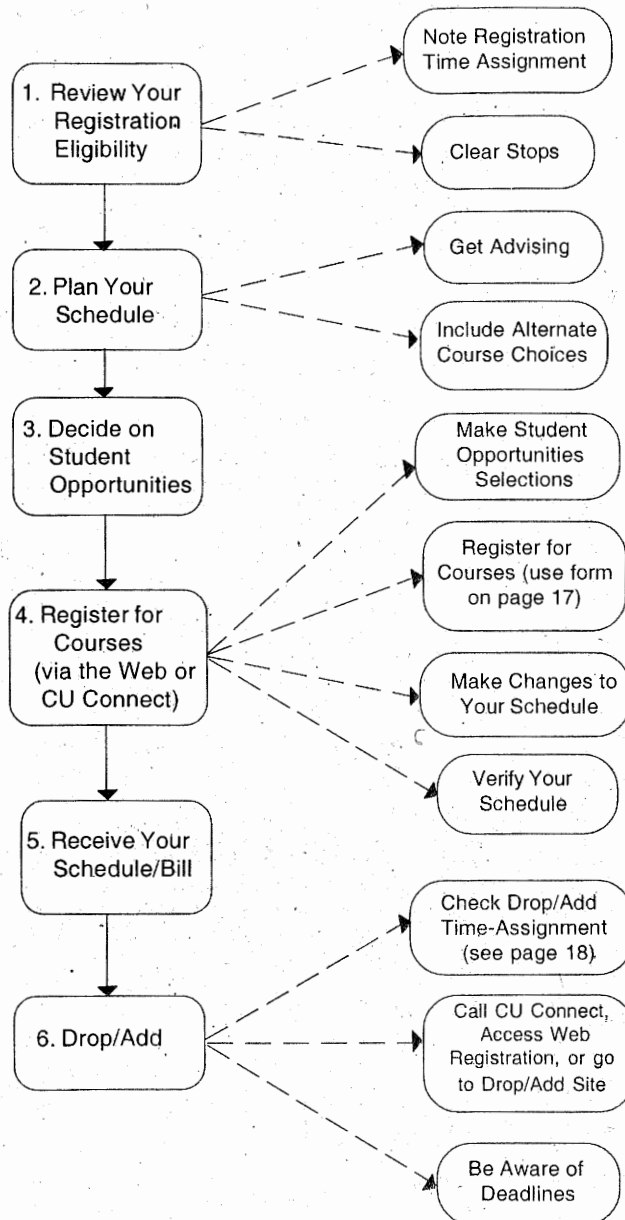 1. Review Your
Registration
Eligibility
Note Registration
Time Assignment
Clear Stops
2. Plan Your
Schedule
Get Advising
Include Alternate
Course Choices
3. Decide on
Student
Opportunities
4. Register for
Courses
(via the Web or
CU Connect)
Make Student
Opportunities
Selections
Register for
Courses (use form
on page 17)
Make Changes to
Your Schedule
Verify Your
Schedule
5. Receive Your
Schedule/Bill
6. Drop/Add
Check Drop/Add
Time-Assignment
(see page 18)
Call CU Connect,
Access Web
Registration, or go
to Drop/Add Site
Be Aware of
Deadlines